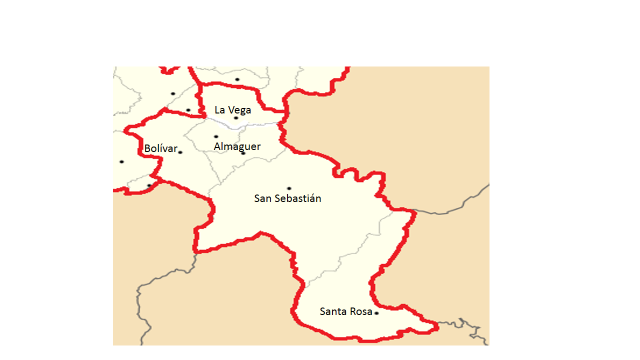 La Vega
Bolívar
Almaguer
San Sebastián
Santa Rosa